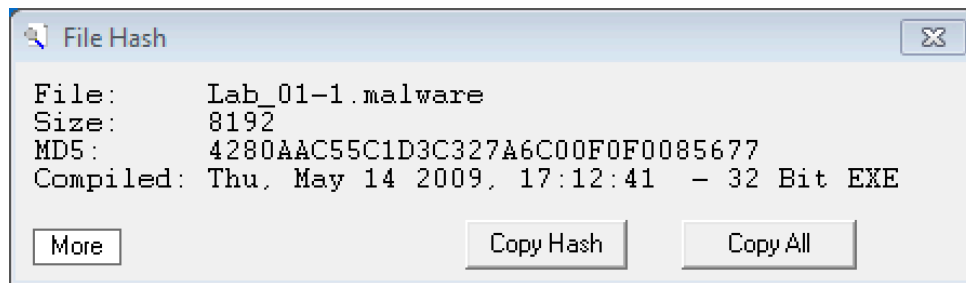 File Hash
File: Lab_01-1.malware
Size: 8192
MD5: 4280AAC55C1D3C327A6C00F0F0085677
Compiled: Thu, May 14 2009, 17:12:41 - 32 Bit EXE
More Copy Hash Copy All